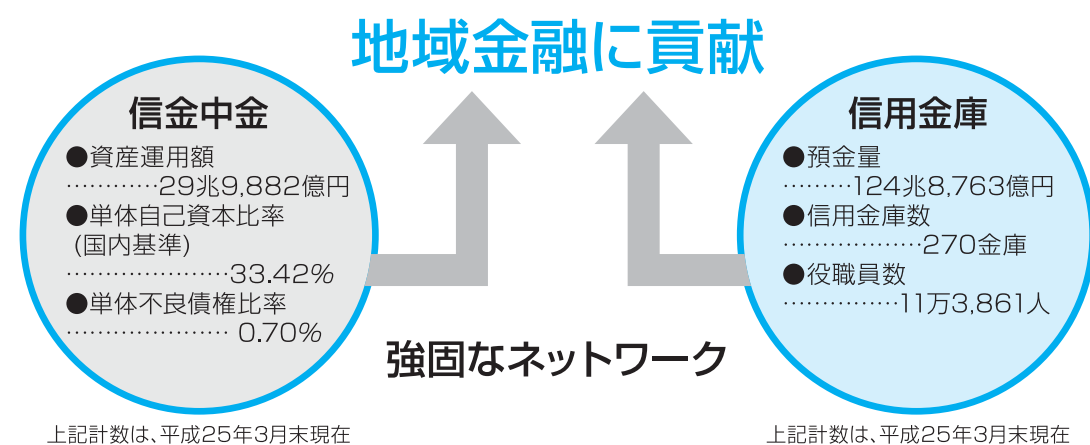 地域金融に貢献
信金中金
●資産運用額
…………29兆9,882億円
●単体自己資本比率
(国内基準)
…………………33.42%
●単体不良債権比率
………………… 0.70%
信用金庫
●預金量
………124兆8,763億円
●信用金庫数
………………270金庫
●役職員数
……………11万3,861人
強固なネットワーク
上記計数は、平成25年3月末現在
上記計数は、平成25年3月末現在